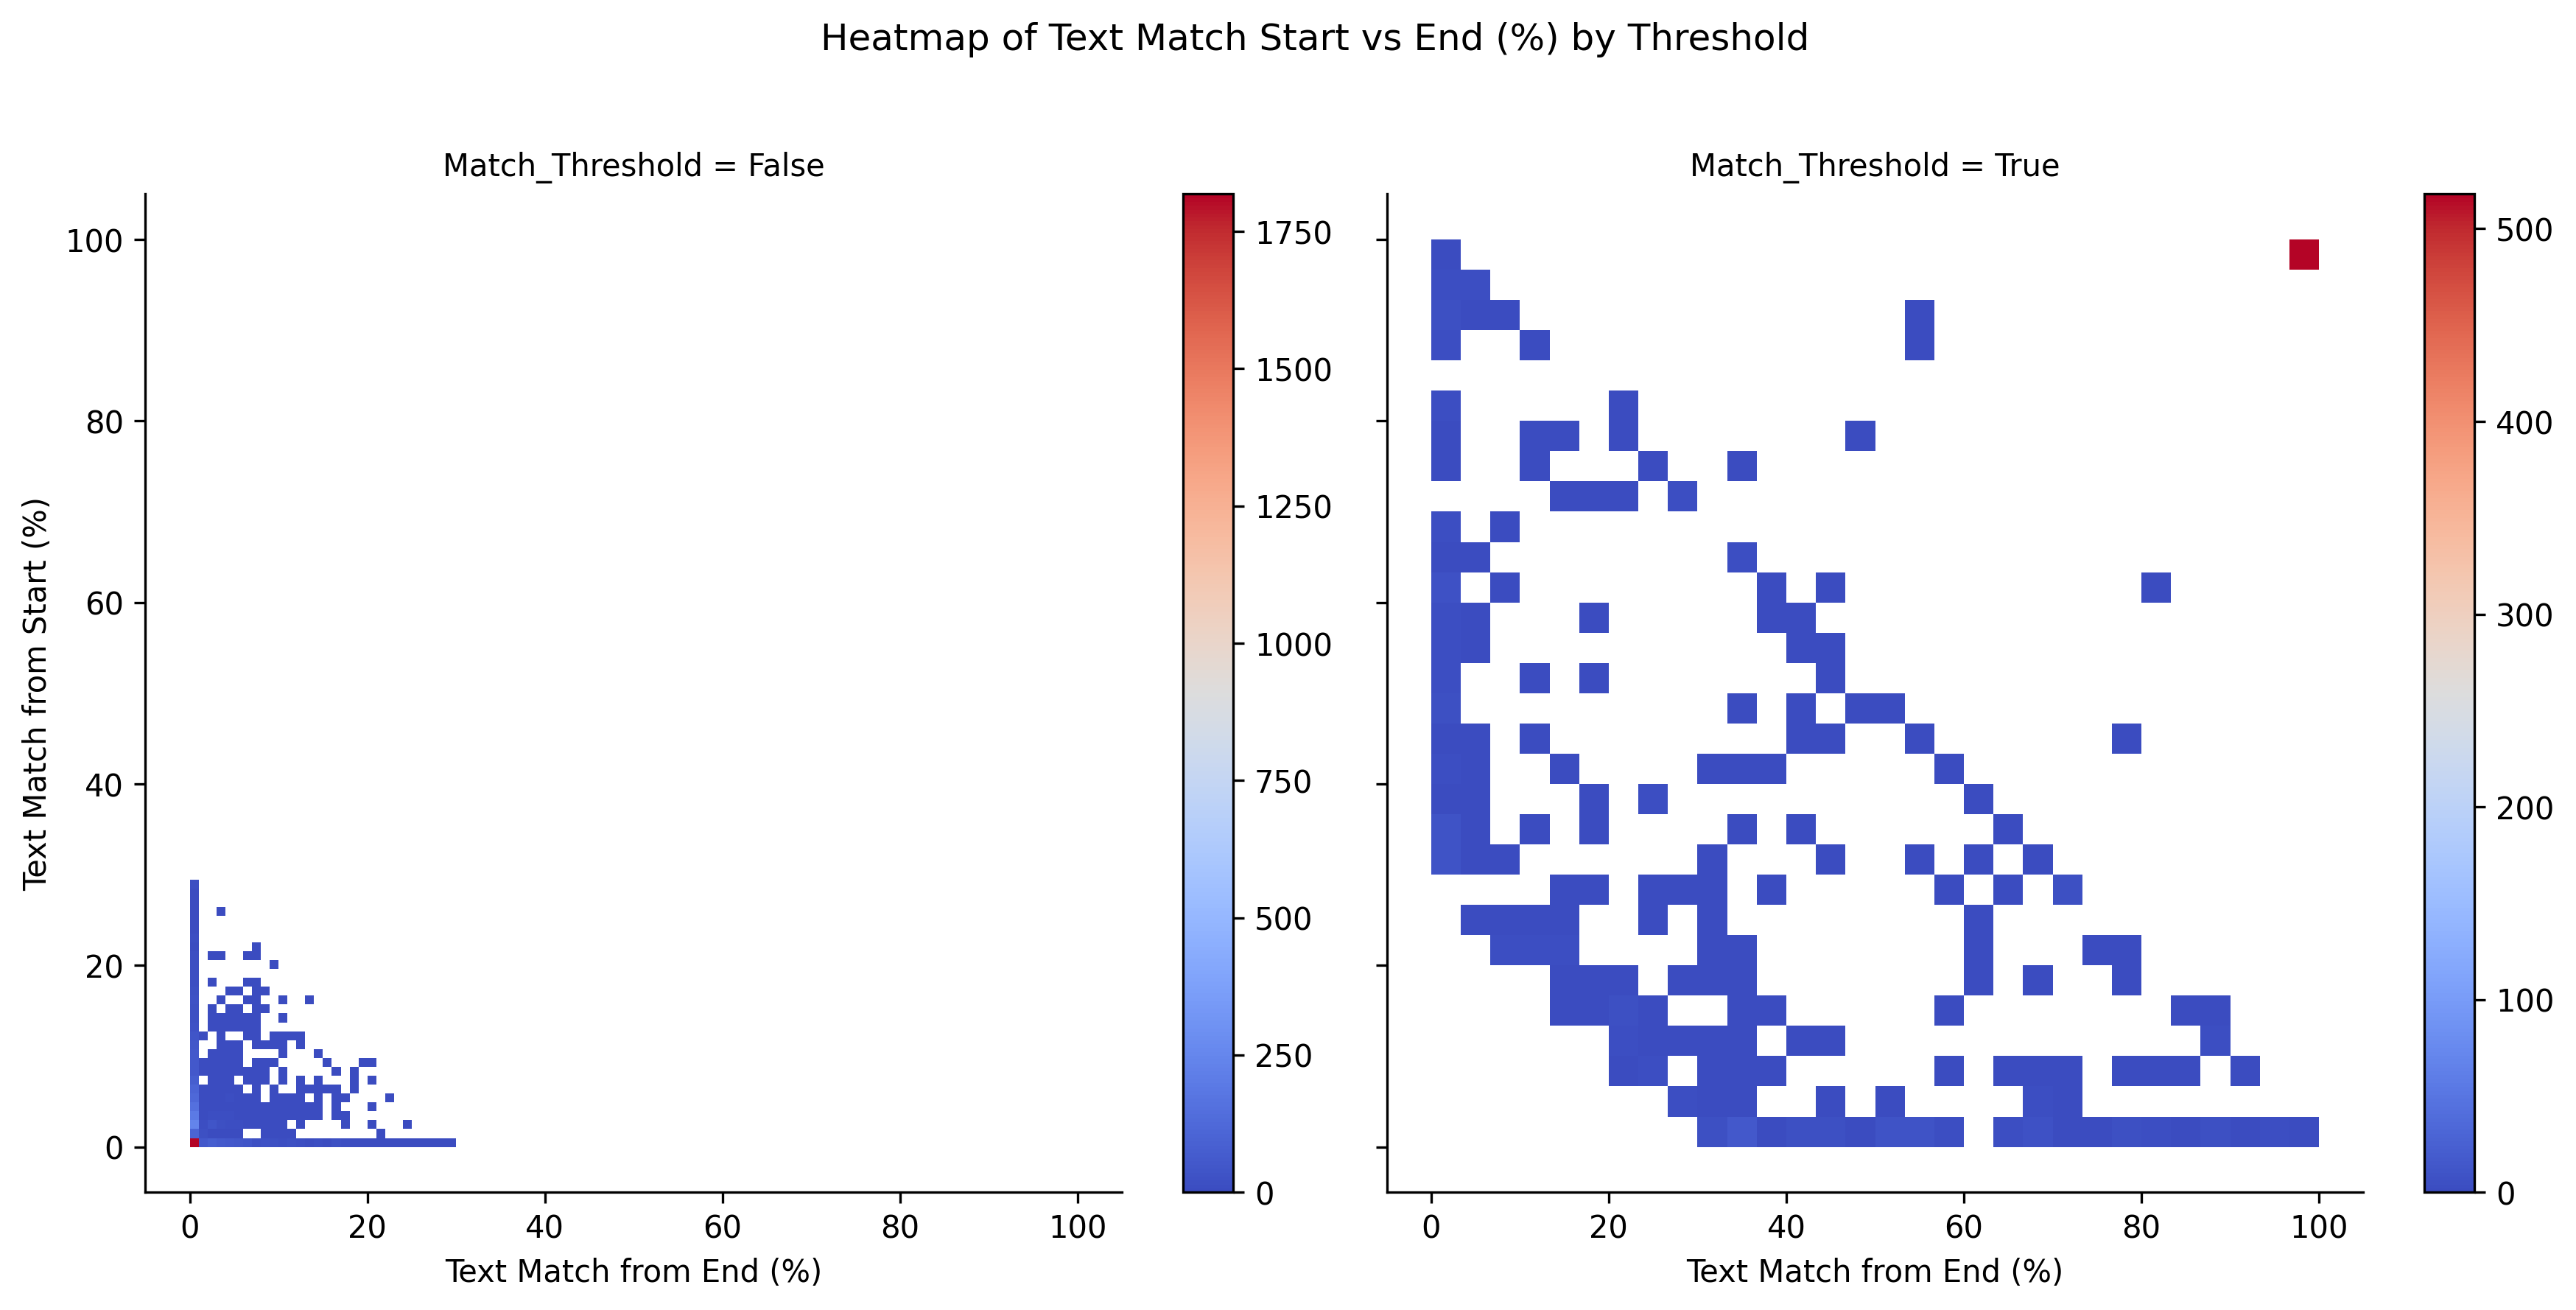 Heatmap of Text Match Start vs End (%) by Threshold
Match_Threshold = False
Text Match from Start (%)
100
80
60
40
20
0
0 20 40 60 80 100
Text Match from End (%)
1750
1500
1250
1000
750
500
250
0
Match_Threshold = True
0 20 40 60 80 100
Text Match from End (%)
500
400
300
200
100
0